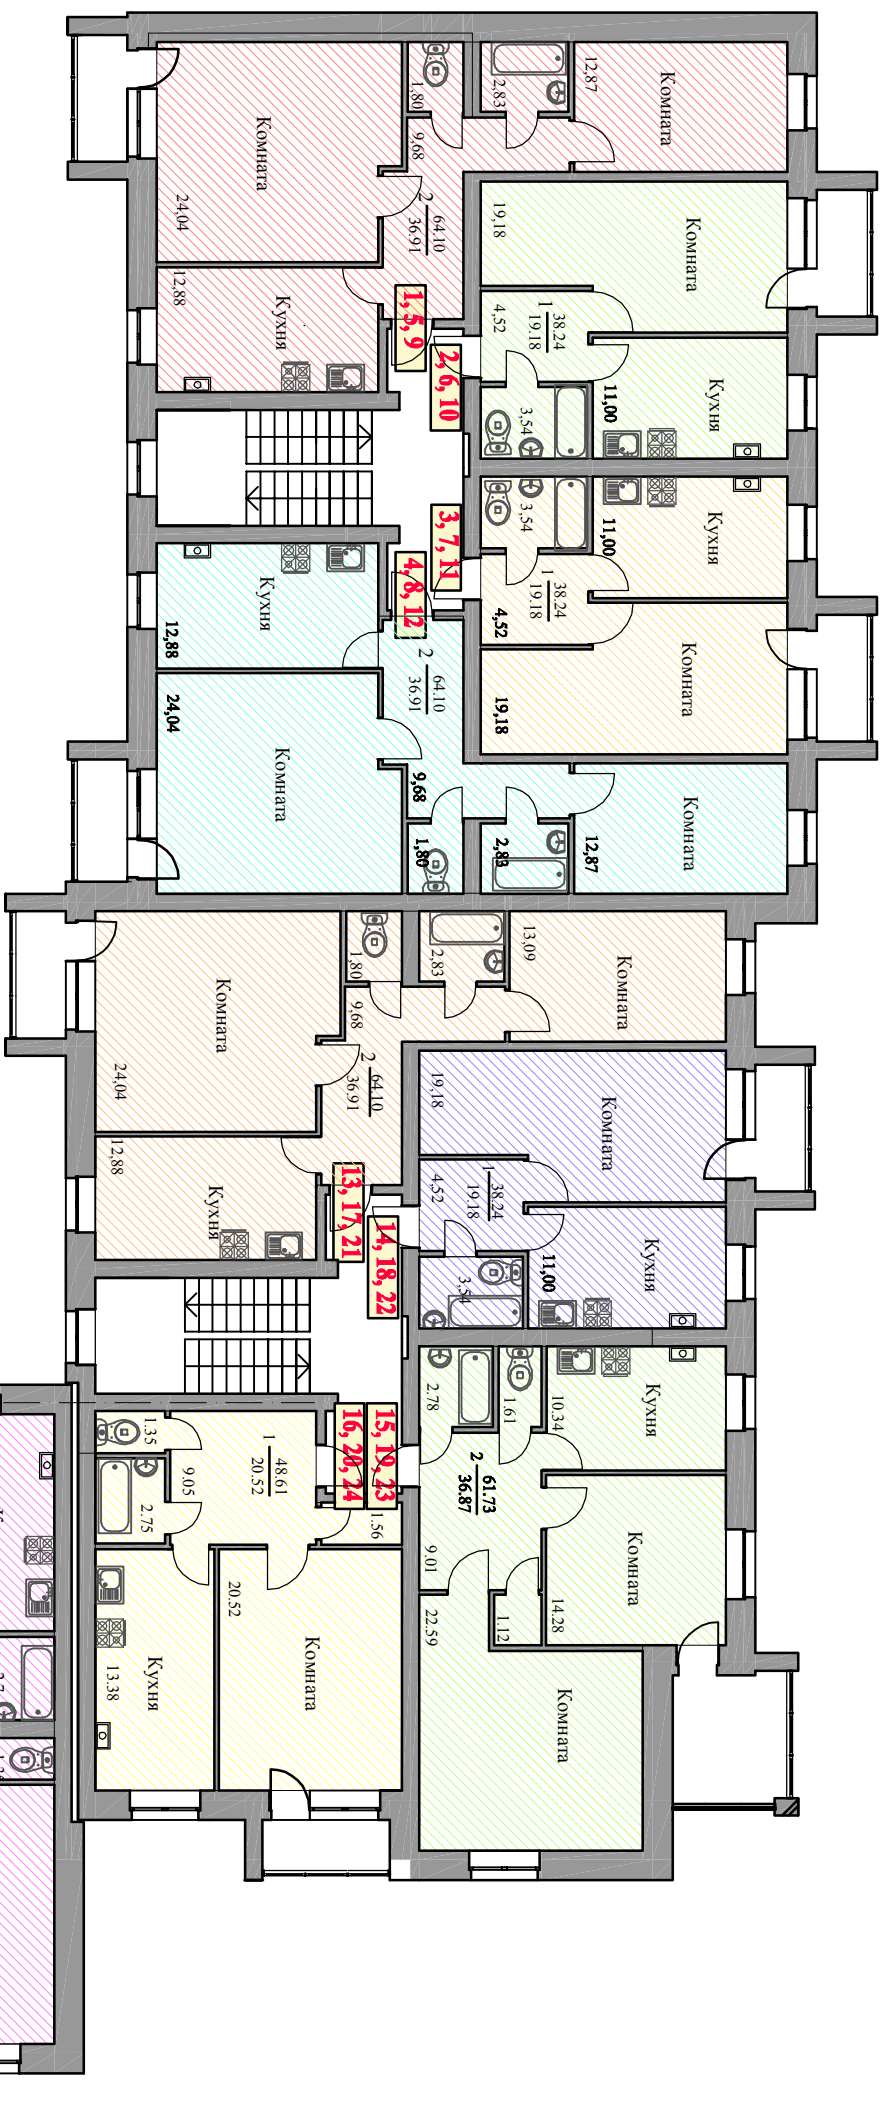 Комната
12,87
2,83
1,80
9,68
Комната
24,04
2
64.10
36.91
12,88
Кухня
1, 5, 9
Комната
19,18
1
38.24
19.18
4,52
2, 6, 10
Кухня
11,00
3,54
Кухня
11,00
3,54
3, 7, 11
1
38.24
19.18
4,52
Комната
19,18
4, 8, 12
Кухня
12,88
2
64.10
36.91
24,04
Комната
9,68
1,80
2,83
12,87
Комната
Комната
13,09
2,83
1,80
9,68
Комната
24,04
2
64.10
36.91
12,88
Кухня
13, 17, 21
Комната
19,18
1
38.24
19.18
4,52
14, 18, 22
Кухня
11,00
3,54
Кухня
10.34
1.61
2.78
15, 19, 23
2
61.73
36.87
9.01
Комната
14.28
1.12
22.59
Комната
16, 20, 24
1.56
1
48.61
20.52
1.35
9.05
2.75
20.52
Комната
Кухня
13.38